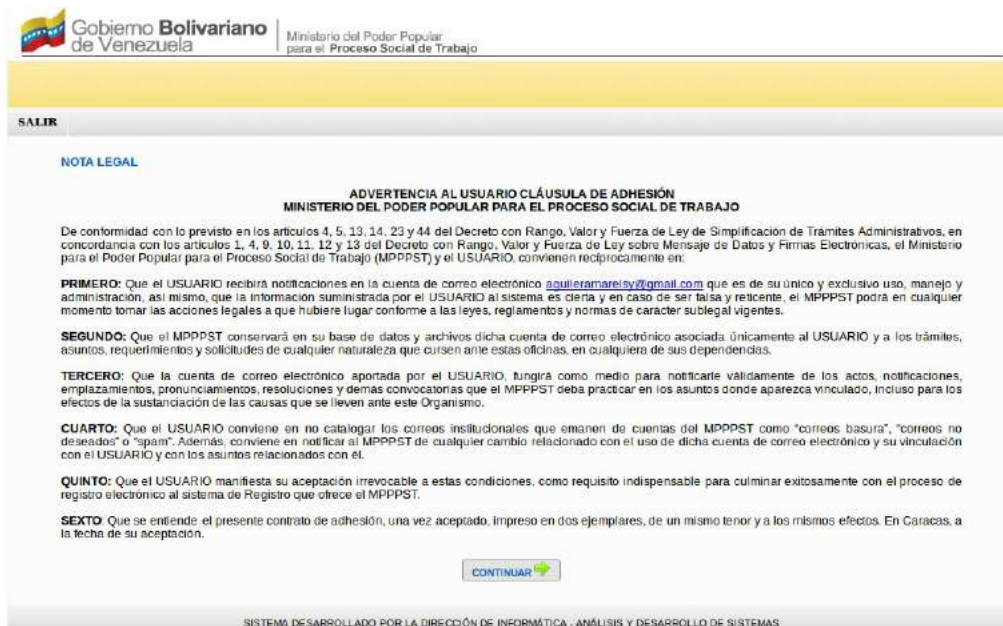 Gobierno Bolivariano
de Venezuela
Ministerio del Poder Popular
para el Proceso Social de Trabajo
SALIR
NOTA LEGAL
ADVERTENCIA AL USUARIO CLÁUSULA DE ADHESIÓN
MINISTERIO DEL PODER POPULAR PARA EL PROCESO SOCIAL DE TRABAJO
De conformidad con lo previsto en los artículos 4, 5, 13, 14, 23 y 44 del Decreto con Rango, Valor y Fuerza de Ley de Simplificación de Trámites Administrativos, en
concordancia con los artículos 1, 4, 9, 10, 11, 12 y 13 del Decreto con Rango, Valor y Fuerza de Ley sobre Mensaje de Datos y Firmas Electrónicas, el Ministerio
para el Poder Popular para el Proceso Social de Trabajo (MPPPST) y el USUARIO, convienen recíprocamente en:
PRIMERO: Que el USUARIO recibirá notificaciones en la cuenta de correo electrónico aguileramarelsy@gmail.com que es de su único y exclusivo uso, manejo y
administración, así mismo, que la información suministrada por el USUARIO al sistema es cierta y en caso de ser falsa y reticente, el MPPPST podrá en cualquier
momento tomar las acciones legales a que hubiere lugar conforme a las leyes, reglamentos y normas de carácter sublegal vigentes.
SEGUNDO: Que el MPPPST conservará en su base de datos y archivos dicha cuenta de correo electrónico asociada únicamente al USUARIO y a los trámites,
asuntos, requerimientos y solicitudes de cualquier naturaleza que cursen ante estas oficinas, en cualquiera de sus dependencias.
TERCERO: Que la cuenta de correo electrónico aportada por el USUARIO, fungirá como medio para notificarle válidamente de los actos, notificaciones,
emplazamientos, pronunciamientos, resoluciones y demás convocatorias que el MPPPST deba practicar en los asuntos donde aparezca vinculado, incluso para los
efectos de la sustanciación de las causas que se lleven ante este Organismo.
CUARTO: Que el USUARIO conviene en no catalogar los correos institucionales que emanen de cuentas del MPPPST como "correos basura", "correos no
deseados" o "spam". Además, conviene en notificar al MPPPST de cualquier cambio relacionado con el uso de dicha cuenta de correo electrónico y su vinculación
con el USUARIO y con los asuntos relacionados con él.
QUINTO: Que el USUARIO manifiesta su aceptación irrevocable a estas condiciones, como requisito indispensable para culminar exitosamente con el proceso de
registro electrónico al sistema de Registro que ofrece el MPPPST.
SEXTO: Que se entiende el presente contrato de adhesión, una vez aceptado, impreso en dos ejemplares, de un mismo tenor y a los mismos efectos. En Caracas, a
la fecha de su aceptación.
CONTINUAR
SISTEMA DESARROLLADO POR LA DIRECCIÓN DE INFORMÁTICA - ANÁLISIS Y DESARROLLO DE SISTEMAS